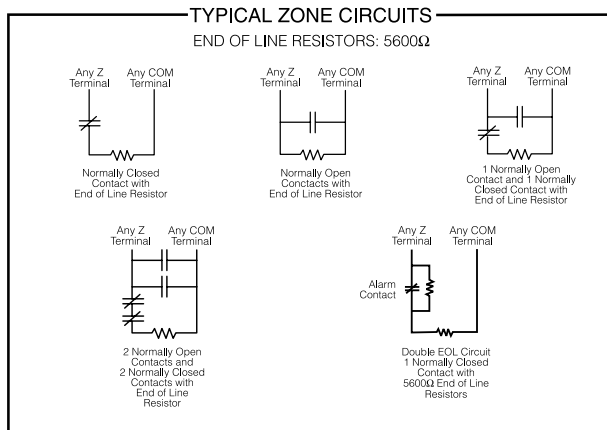 TYPICAL ZONE CIRCUITS
END OF LINE RESISTORS: 5600Ω
Any Z
Terminal
Any COM
Terminal
Normally Closed
Contact with
End of Line Resistor
Any Z
Terminal
Any COM
Terminal
Normally Open
Conctacts with
End of Line Resistor
Any Z
Terminal
Any COM
Terminal
1 Normally Open
Contact and 1 Normally
Closed Contact with
End of Line Resistor
Any Z
Terminal
Any COM
Terminal
2 Normally Open
Contacts and
2 Normally Closed
Contacts with
End of Line
Resistor
Any Z
Terminal
Any COM
Terminal
Alarm
Contact
Double EOL Circuit
1 Normally Closed
Contact with
5600Ω End of Line
Resistors